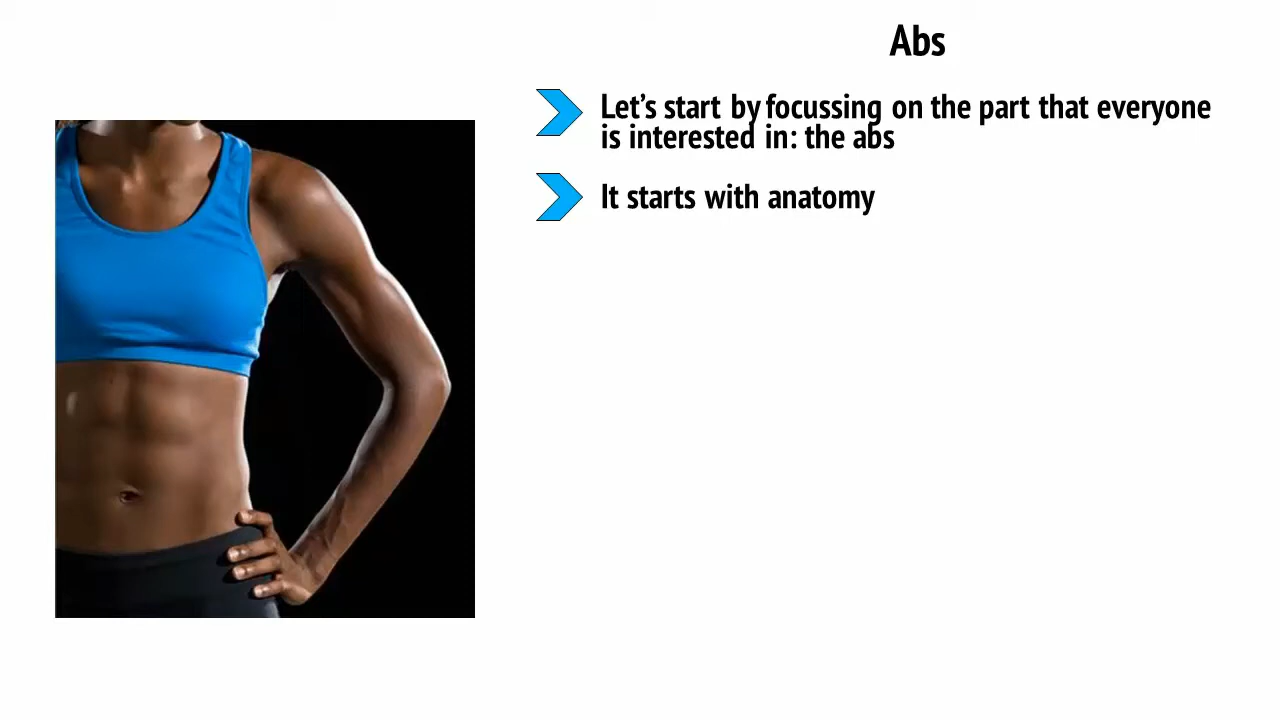 Abs
Let’s start by focussing on the part that everyone
is interested in: the abs
It starts with anatomy